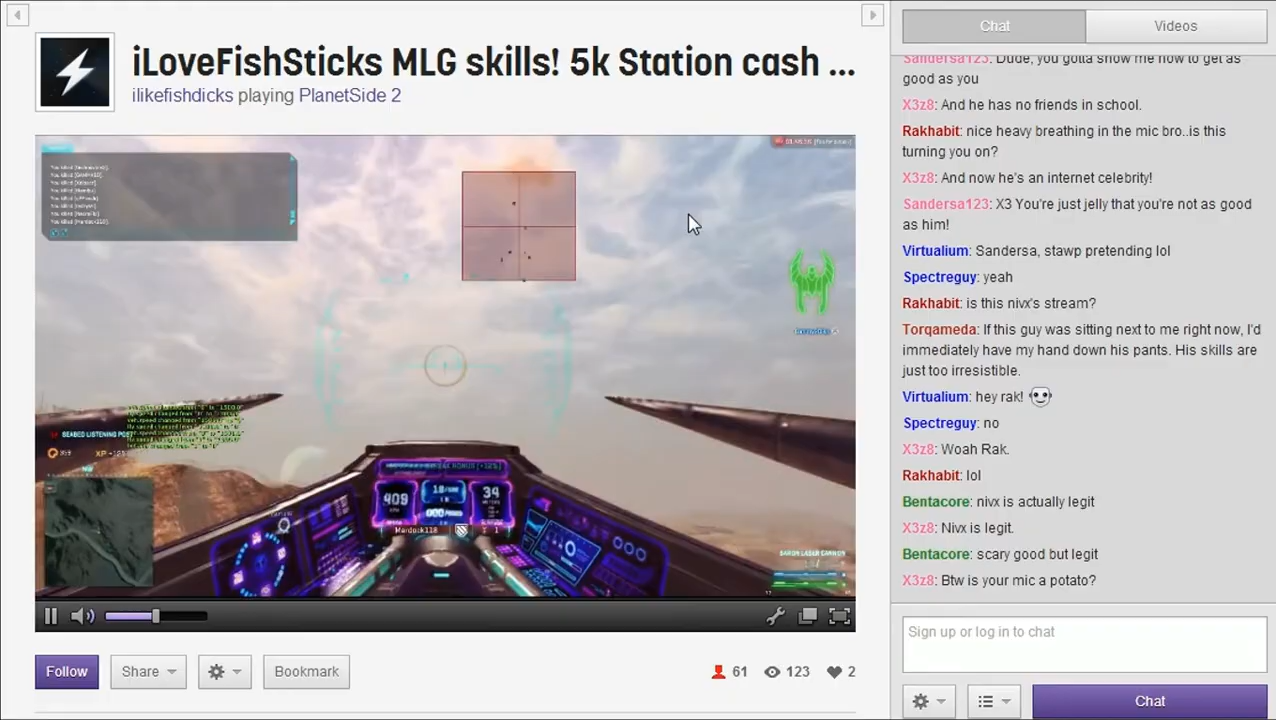 iLoveFishSticks MLG skills! 5k Station cash ...
ilikefishdicks playing PlanetSide 2
SEABED LISTENING POST
409
34
Mardock118
SARON LASER CANNON
Follow
Share
Bookmark
61
123
2
Chat
Videos
Sandersa123: Dude, you gotta show me how to get as
good as you
X3z8: And he has no friends in school.
Rakhabit: nice heavy breathing in the mic bro..is this
turning you on?
X3z8: And now he's an internet celebrity!
Sandersa123: X3 You're just jelly that you're not as good
as him!
Virtualium: Sandersa, stawp pretending lol
Spectreguy: yeah
Rakhabit: is this nivx's stream?
Torqameda: If this guy was sitting next to me right now, I'd
immediately have my hand down his pants. His skills are
just too irresistible.
Virtualium: hey rak!
Spectreguy: no
X3z8: Woah Rak.
Rakhabit: lol
Bentacore: nivx is actually legit
X3z8: Nivx is legit.
Bentacore: scary good but legit
X3z8: Btw is your mic a potato?
Sign up or log in to chat
Chat